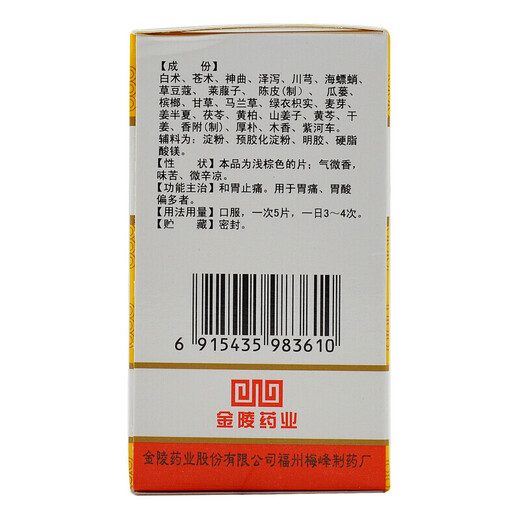 【成　份】
白术、苍术、神曲、泽泻、川芎、海螵蛸、
草豆蔻、莱菔子、陈皮(制)、瓜蒌、
槟榔、甘草、马兰草、绿衣枳实、麦芽、
姜半夏、茯苓、黄柏、山姜子、黄芩、干
姜、香附(制)、厚朴、木香、紫河车。
辅料为：淀粉、预胶化淀粉、明胶、硬脂
酸镁。
【性　状】本品为浅棕色的片；气微香，
味苦、微辛凉。
【功能主治】和胃止痛。用于胃痛、胃酸
偏多者。
【用法用量】口服，一次5片，一日3～4次。
【贮　藏】密封。
6 915435 983610
金陵药业
金陵药业股份有限公司福州梅峰制药厂